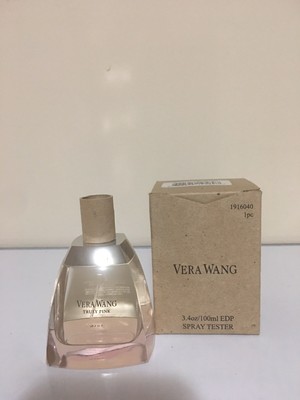 VERA WANG
TRULY PINK
1916040
1pc
VERA WANG
3.4oz/100ml EDP
SPRAY TESTER